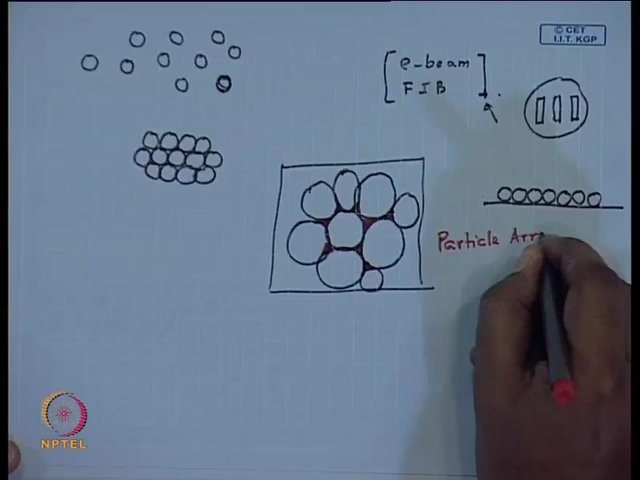 © CET
I.I.T. KGP
e-beam
FIB
Particle Arr
NPTEL